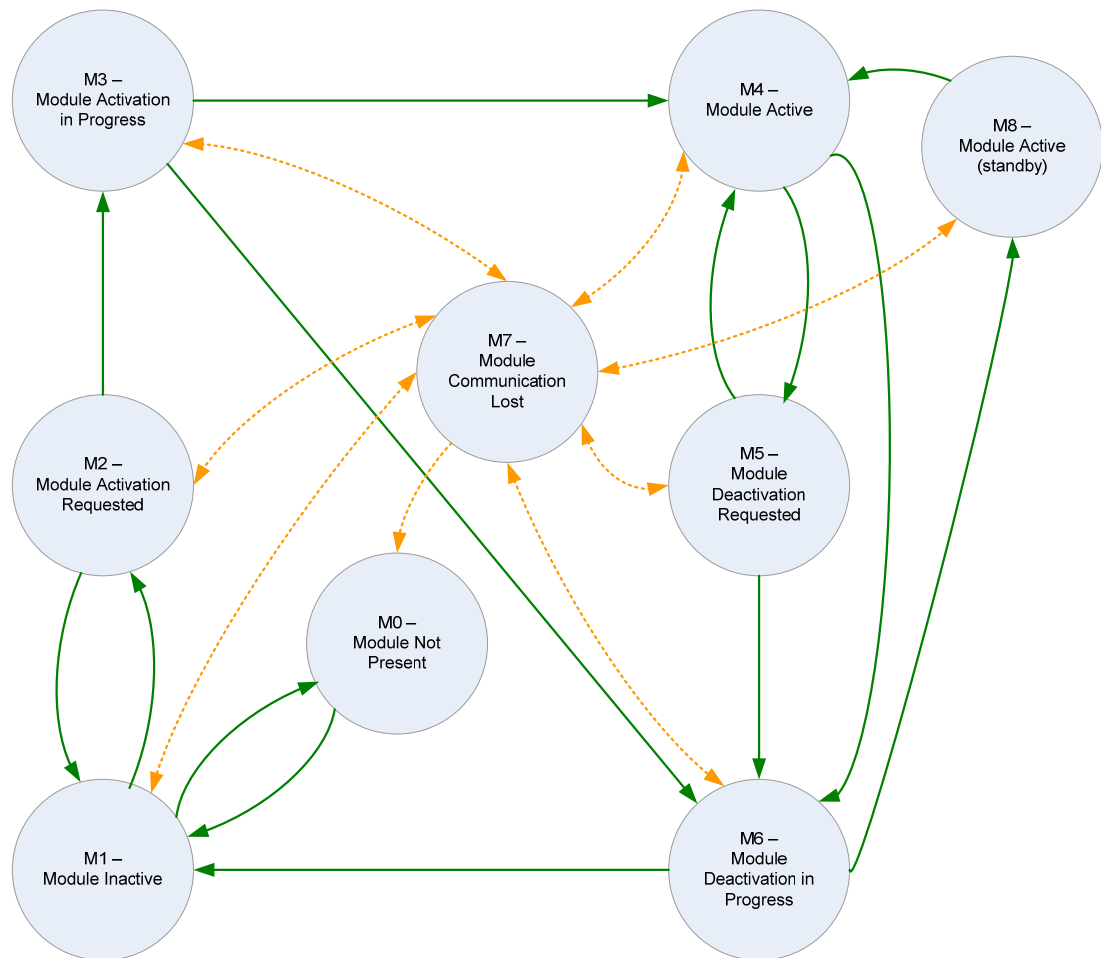 M3 –
Module Activation
in Progress
M4 –
Module Active
M8 –
Module Active
(standby)
M7 –
Module
Communication
Lost
M2 –
Module Activation
Requested
M5 –
Module
Deactivation
Requested
M0 –
Module Not
Present
M1 –
Module Inactive
M6 –
Module
Deactivation in
Progress